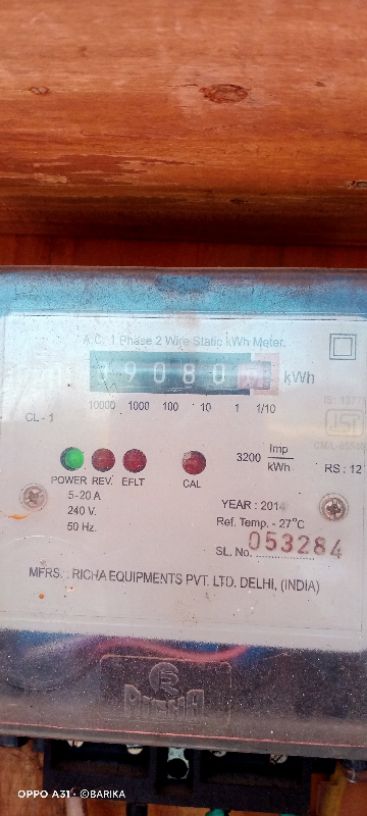 A.C. 1 Phase 2 Wire Static kWh Meter.
19080
kWh
10000 1000 100 10 1 1/10
CL - 1
3200 Imp/kWh
RS : 12
POWER REV. EFLT
CAL
5-20 A
240 V.
50 Hz.
YEAR : 2014
Ref. Temp. - 27°C
SL. No. 053284
MFRS. : RICHA EQUIPMENTS PVT. LTD. DELHI, (INDIA)
RICHA
OPPO A31 · ©BARIKA